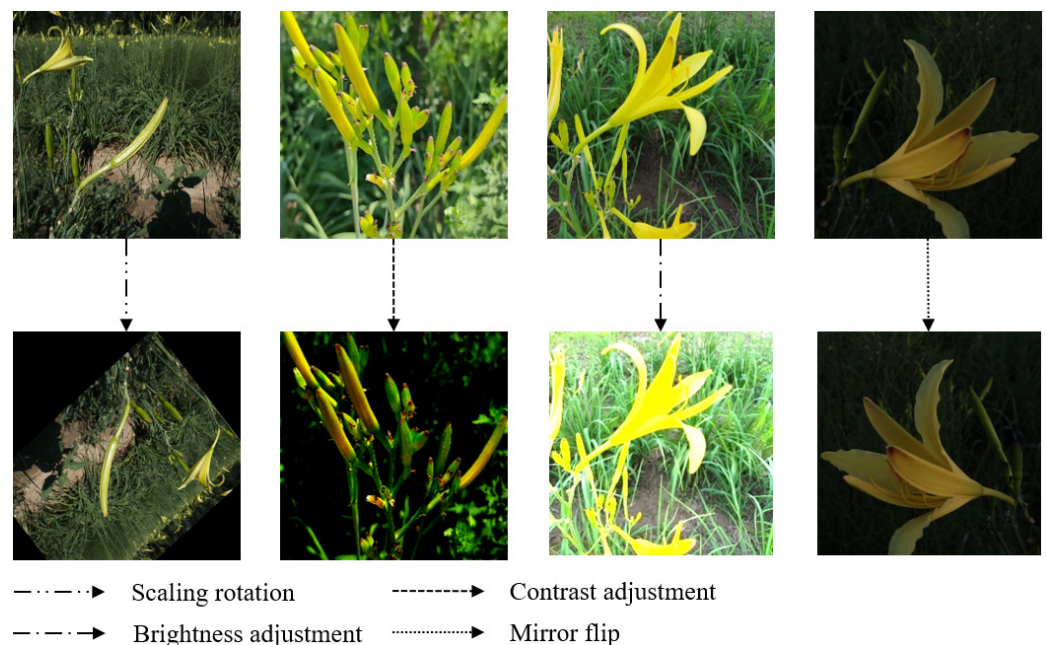 Scaling rotation
Contrast adjustment
Brightness adjustment
Mirror flip